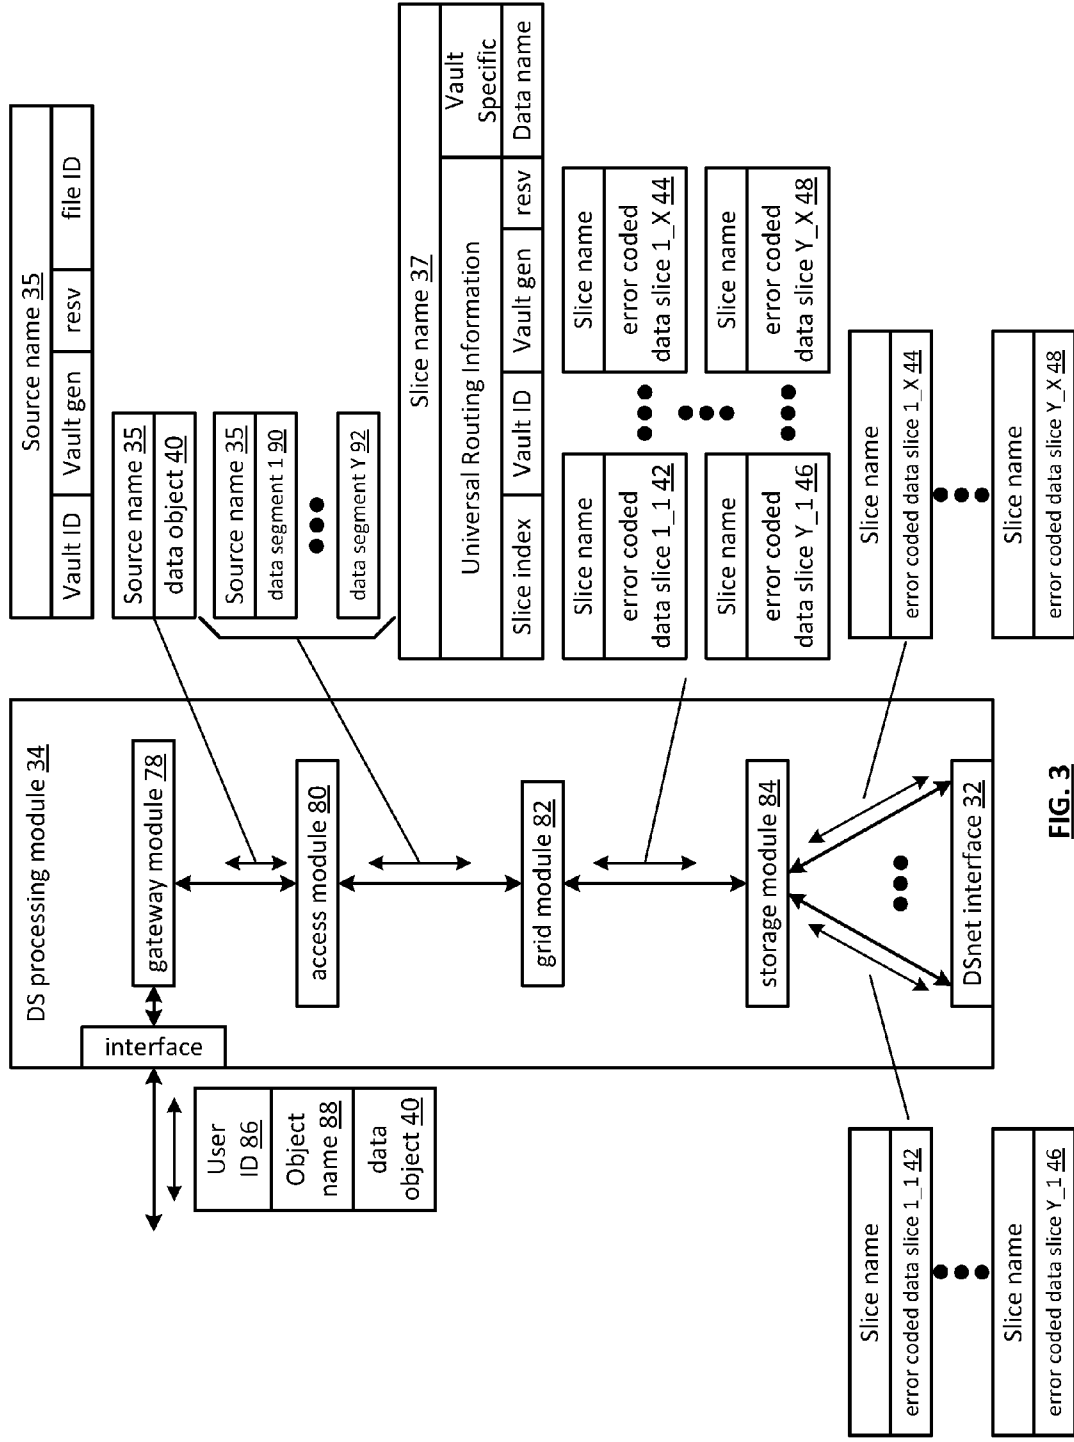 DS processing module 34
interface
gateway module 78
access module 80
grid module 82
storage module 84
DSnet interface 32
User
ID 86
Object
name 88
data
object 40
Source name 35
Vault ID
Vault gen
resv
file ID
Source name 35
data object 40
Source name 35
data segment 1 90
data segment Y 92
Slice name 37
Universal Routing Information
Vault
Specific
Slice index
Vault ID
Vault gen
resv
Data name
Slice name
error coded
data slice 1_1 42
Slice name
error coded
data slice 1_X 44
Slice name
error coded
data slice Y_1 46
Slice name
error coded
data slice Y_X 48
Slice name
error coded data slice 1_1 42
Slice name
error coded data slice Y_1 46
Slice name
error coded data slice 1_X 44
Slice name
error coded data slice Y_X 48
FIG. 3